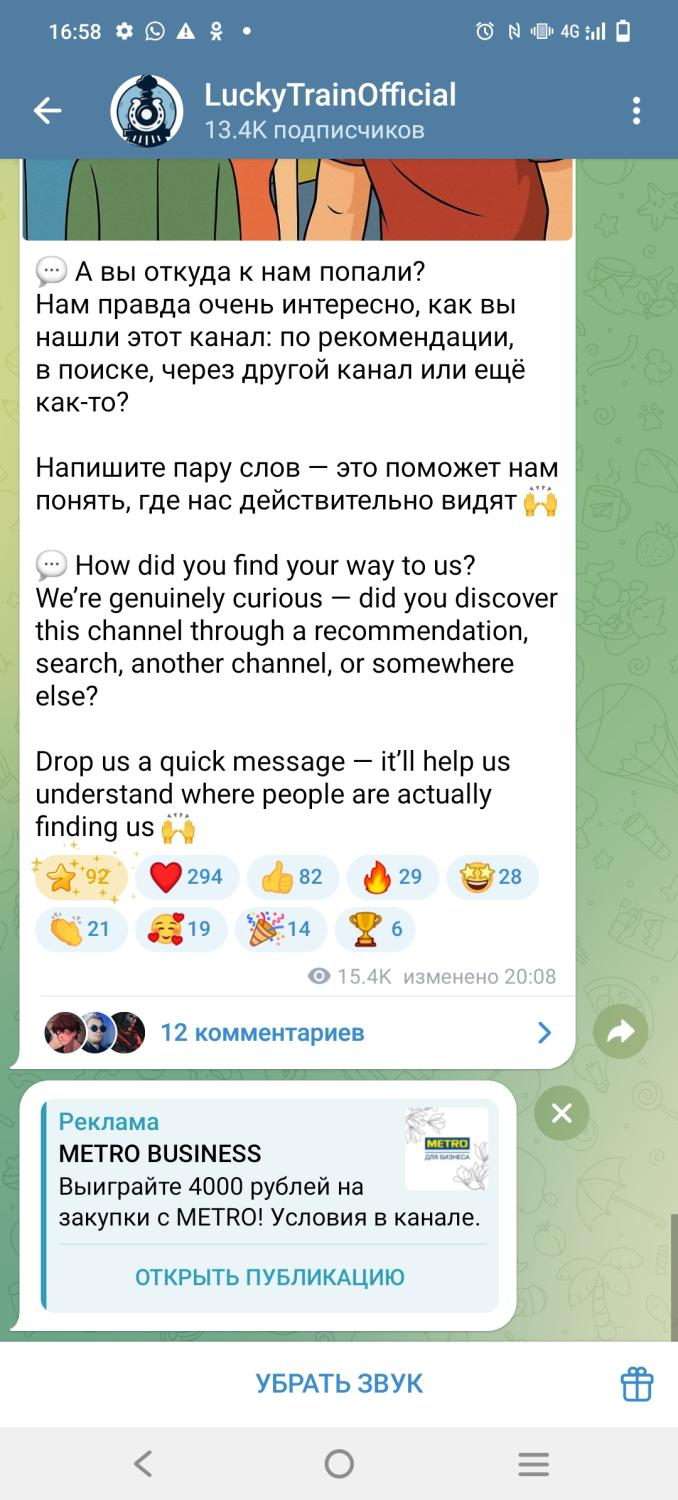 16:58
4G
LuckyTrainOfficial
13.4K подписчиков
💬 А вы откуда к нам попали?
Нам правда очень интересно, как вы
нашли этот канал: по рекомендации,
в поиске, через другой канал или ещё
как-то?
Напишите пару слов — это поможет нам
понять, где нас действительно видят 🙌
💬 How did you find your way to us?
We’re genuinely curious — did you discover
this channel through a recommendation,
search, another channel, or somewhere
else?
Drop us a quick message — it’ll help us
understand where people are actually
finding us 🙌
⭐ 92 ❤️ 294 👍 82 🔥 29 🤩 28
👏 21 🥰 19 🎉 14 🏆 6
15.4K изменено 20:08
12 комментариев
Реклама
METRO BUSINESS
Выиграйте 4000 рублей на
закупки с METRO! Условия в канале.
METRO
ДЛЯ БИЗНЕСА
ОТКРЫТЬ ПУБЛИКАЦИЮ
УБРАТЬ ЗВУК